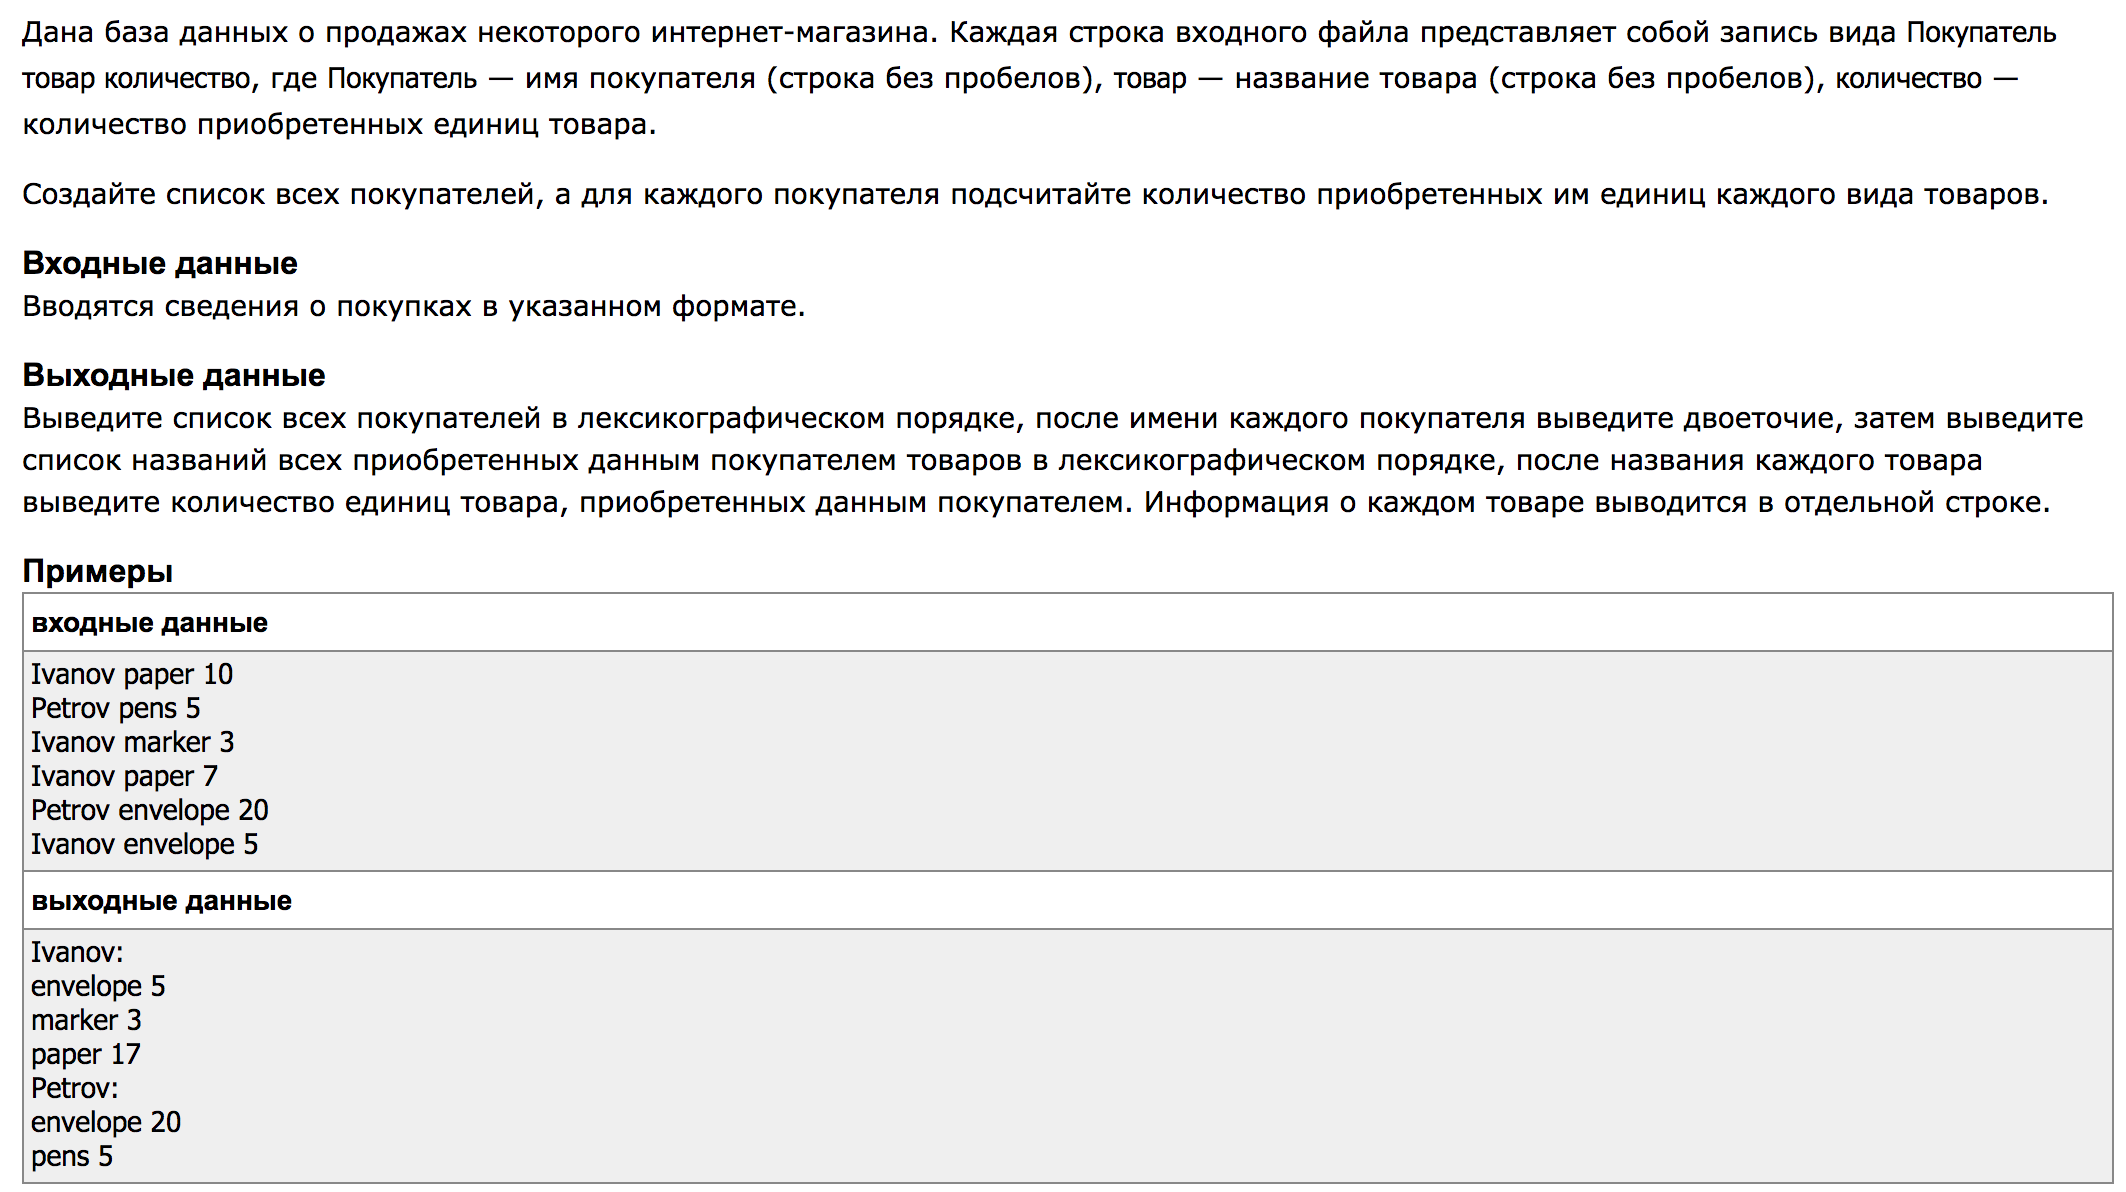 Дана база данных о продажах некоторого интернет-магазина. Каждая строка входного файла представляет собой запись вида Покупатель
товар количество, где Покупатель — имя покупателя (строка без пробелов), товар — название товара (строка без пробелов), количество —
количество приобретенных единиц товара.
Создайте список всех покупателей, а для каждого покупателя подсчитайте количество приобретенных им единиц каждого вида товаров.
Входные данные
Вводятся сведения о покупках в указанном формате.
Выходные данные
Выведите список всех покупателей в лексикографическом порядке, после имени каждого покупателя выведите двоеточие, затем выведите
список названий всех приобретенных данным покупателем товаров в лексикографическом порядке, после названия каждого товара
выведите количество единиц товара, приобретенных данным покупателем. Информация о каждом товаре выводится в отдельной строке.
Примеры
входные данные
Ivanov paper 10
Petrov pens 5
Ivanov marker 3
Ivanov paper 7
Petrov envelope 20
Ivanov envelope 5
выходные данные
Ivanov:
envelope 5
marker 3
paper 17
Petrov:
envelope 20
pens 5